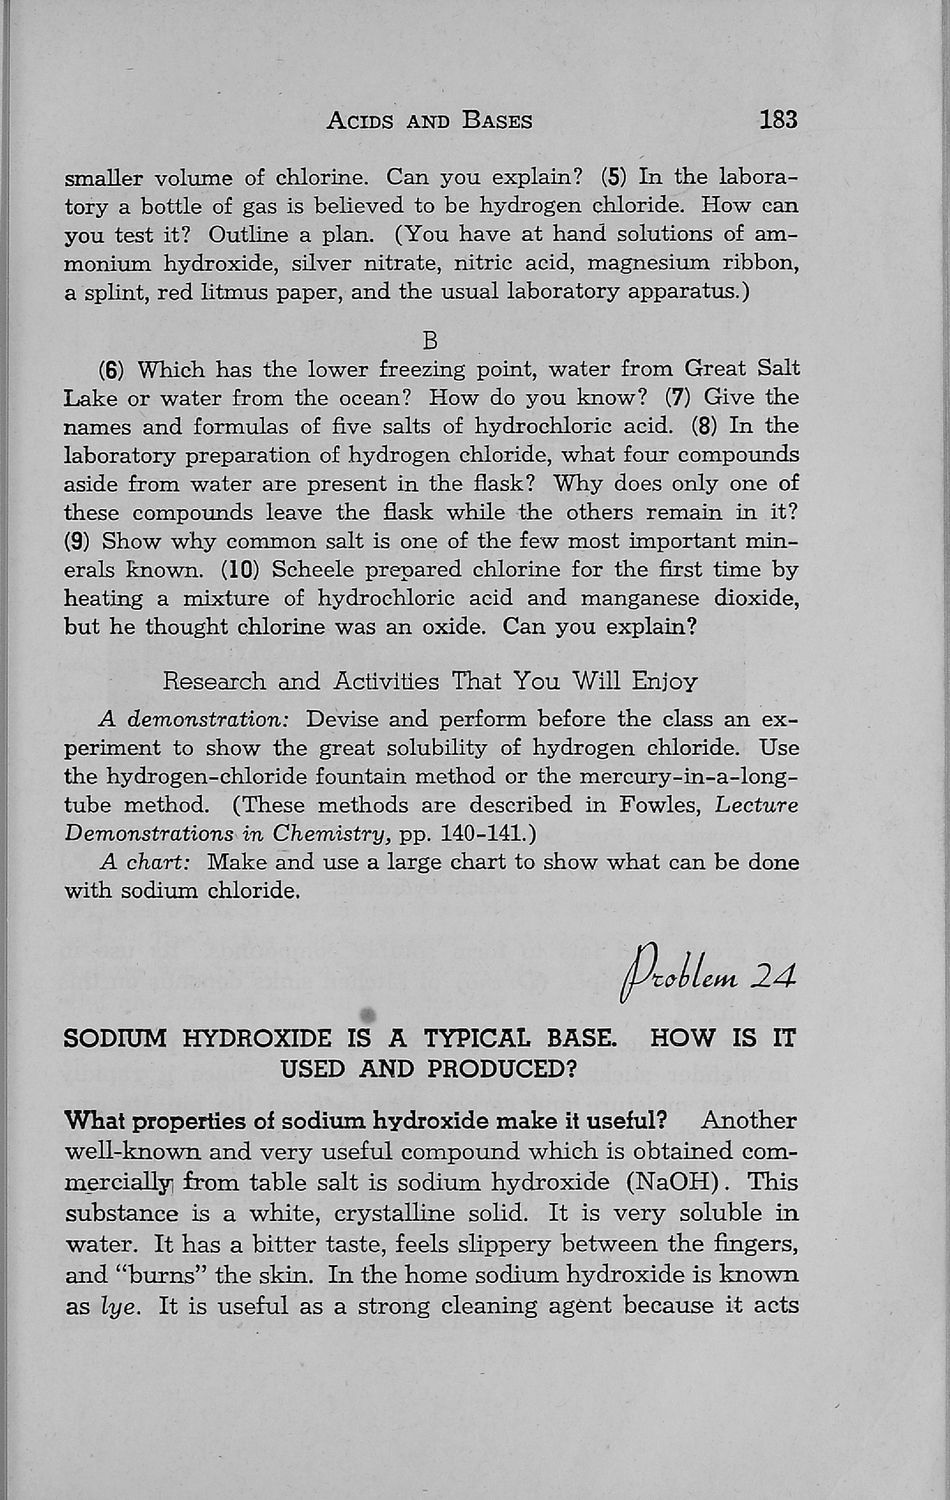 ACIDS AND BASES 183
smaller volume of chlorine. Can you explain? (5) In the labora-
tory a bottle of gas is believed to be hydrogen chloride. How can
you test it? Outline a plan. (You have at hand solutions of am-
monium hydroxide, silver nitrate, nitric acid, magnesium ribbon,
a splint, red litmus paper, and the usual laboratory apparatus.)
B
(6) Which has the lower freezing point, water from Great Salt
Lake or water from the ocean? How do you know? (7) Give the
names and formulas of five salts of hydrochloric acid. (8) In the
laboratory preparation of hydrogen chloride, what four compounds
aside from water are present in the flask? Why does only one of
these compounds leave the flask while the others remain in it?
(9) Show why common salt is one of the few most important min-
erals known. (10) Scheele prepared chlorine for the first time by
heating a mixture of hydrochloric acid and manganese dioxide,
but he thought chlorine was an oxide. Can you explain?
Research and Activities That You Will Enjoy
A demonstration: Devise and perform before the class an ex-
periment to show the great solubility of hydrogen chloride. Use
the hydrogen-chloride fountain method or the mercury-in-a-long-
tube method. (These methods are described in Fowles, Lecture
Demonstrations in Chemistry, pp. 140-141.)
A chart: Make and use a large chart to show what can be done
with sodium chloride.
Problem 24
SODIUM HYDROXIDE IS A TYPICAL BASE. HOW IS IT
USED AND PRODUCED?
What properties of sodium hydroxide make it useful? Another
well-known and very useful compound which is obtained com-
mercially from table salt is sodium hydroxide (NaOH). This
substance is a white, crystalline solid. It is very soluble in
water. It has a bitter taste, feels slippery between the fingers,
and “burns” the skin. In the home sodium hydroxide is known
as lye. It is useful as a strong cleaning agent because it acts